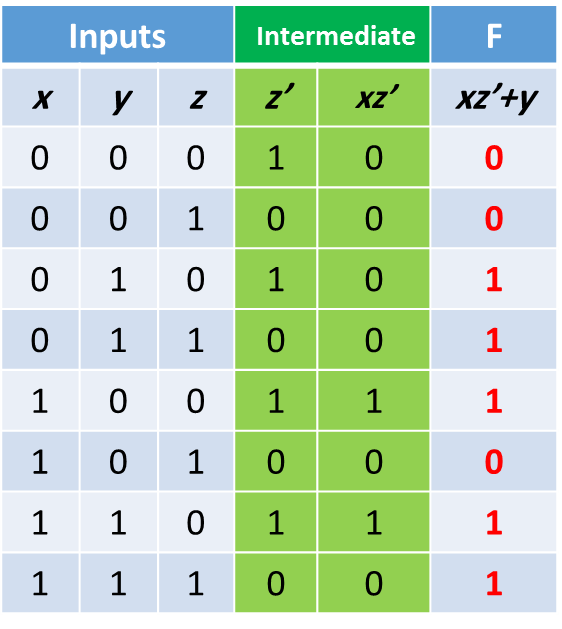 Inputs Intermediate F
x y z z’ xz’ xz’+y
0 0 0 1 0 0
0 0 1 0 0 0
0 1 0 1 0 1
0 1 1 0 0 1
1 0 0 1 1 1
1 0 1 0 0 0
1 1 0 1 1 1
1 1 1 0 0 1